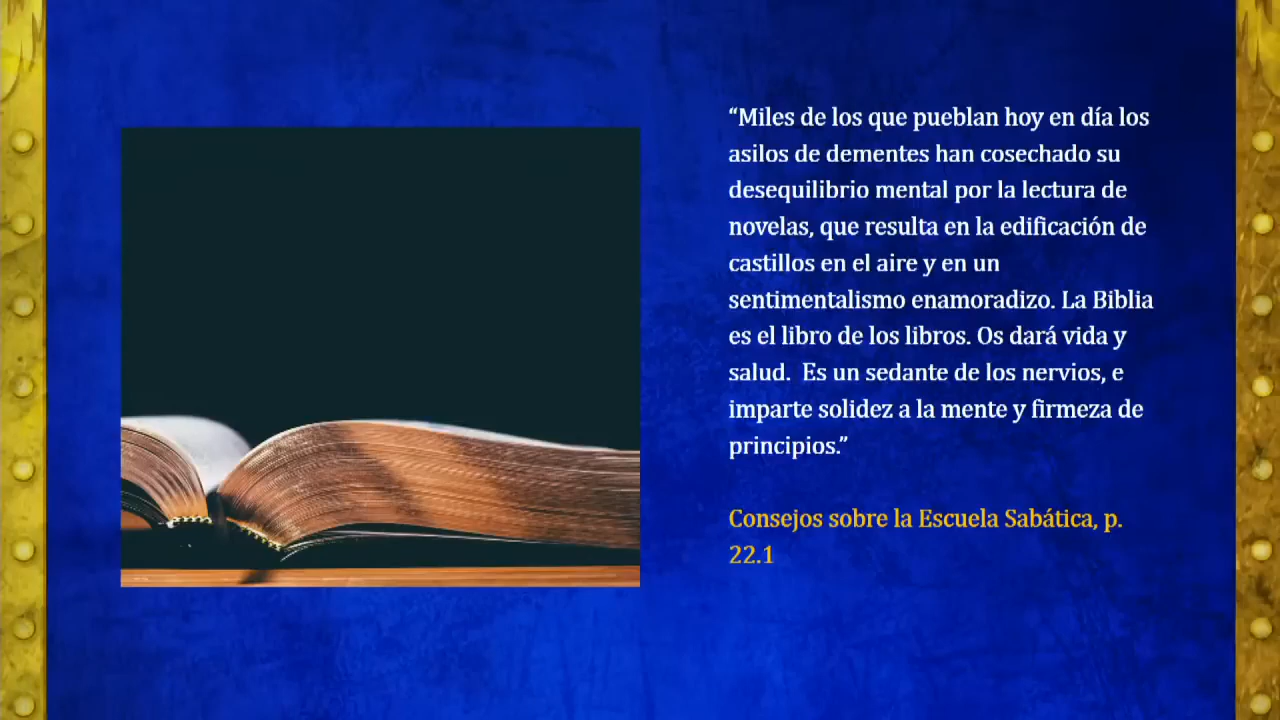 “Miles de los que pueblan hoy en día los
asilos de dementes han cosechado su
desequilibrio mental por la lectura de
novelas, que resulta en la edificación de
castillos en el aire y en un
sentimentalismo enamoradizo. La Biblia
es el libro de los libros. Os dará vida y
salud.  Es un sedante de los nervios, e
imparte solidez a la mente y firmeza de
principios.”
Consejos sobre la Escuela Sabática, p.
22.1